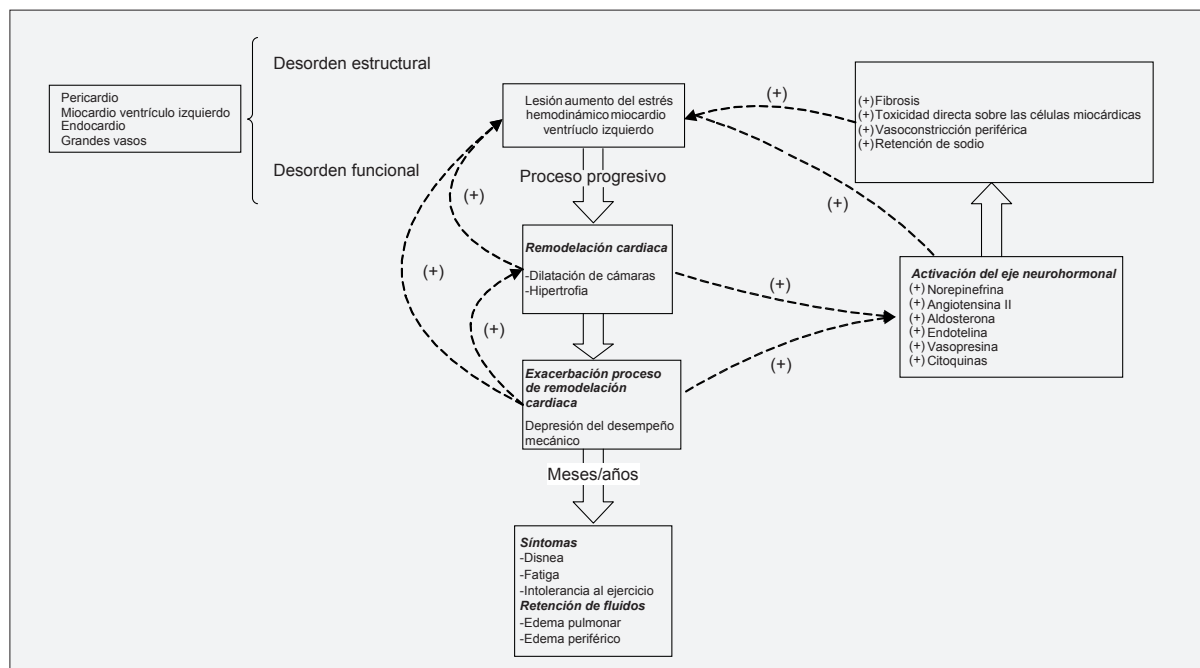 Pericardio
Miocardio ventrículo izquierdo
Endocardio
Grandes vasos
Desorden estructural
Desorden funcional
Lesión aumento del estrés
hemodinámico miocardio
ventríuclo izquierdo
Proceso progresivo
(+)
(+)
(+)
(+)
(+)
Remodelación cardiaca
-Dilatación de cámaras
-Hipertrofia
(+)
(+)
Exacerbación proceso
de remodelación
cardiaca
Depresión del desempeño
mecánico
Meses/años
Síntomas
-Disnea
-Fatiga
-Intolerancia al ejercicio
Retención de fluidos
-Edema pulmonar
-Edema periférico
(+) Fibrosis
(+) Toxicidad directa sobre las células miocárdicas
(+) Vasoconstricción periférica
(+) Retención de sodio
Activación del eje neurohormonal
(+) Norepinefrina
(+) Angiotensina II
(+) Aldosterona
(+) Endotelina
(+) Vasopresina
(+) Citoquinas